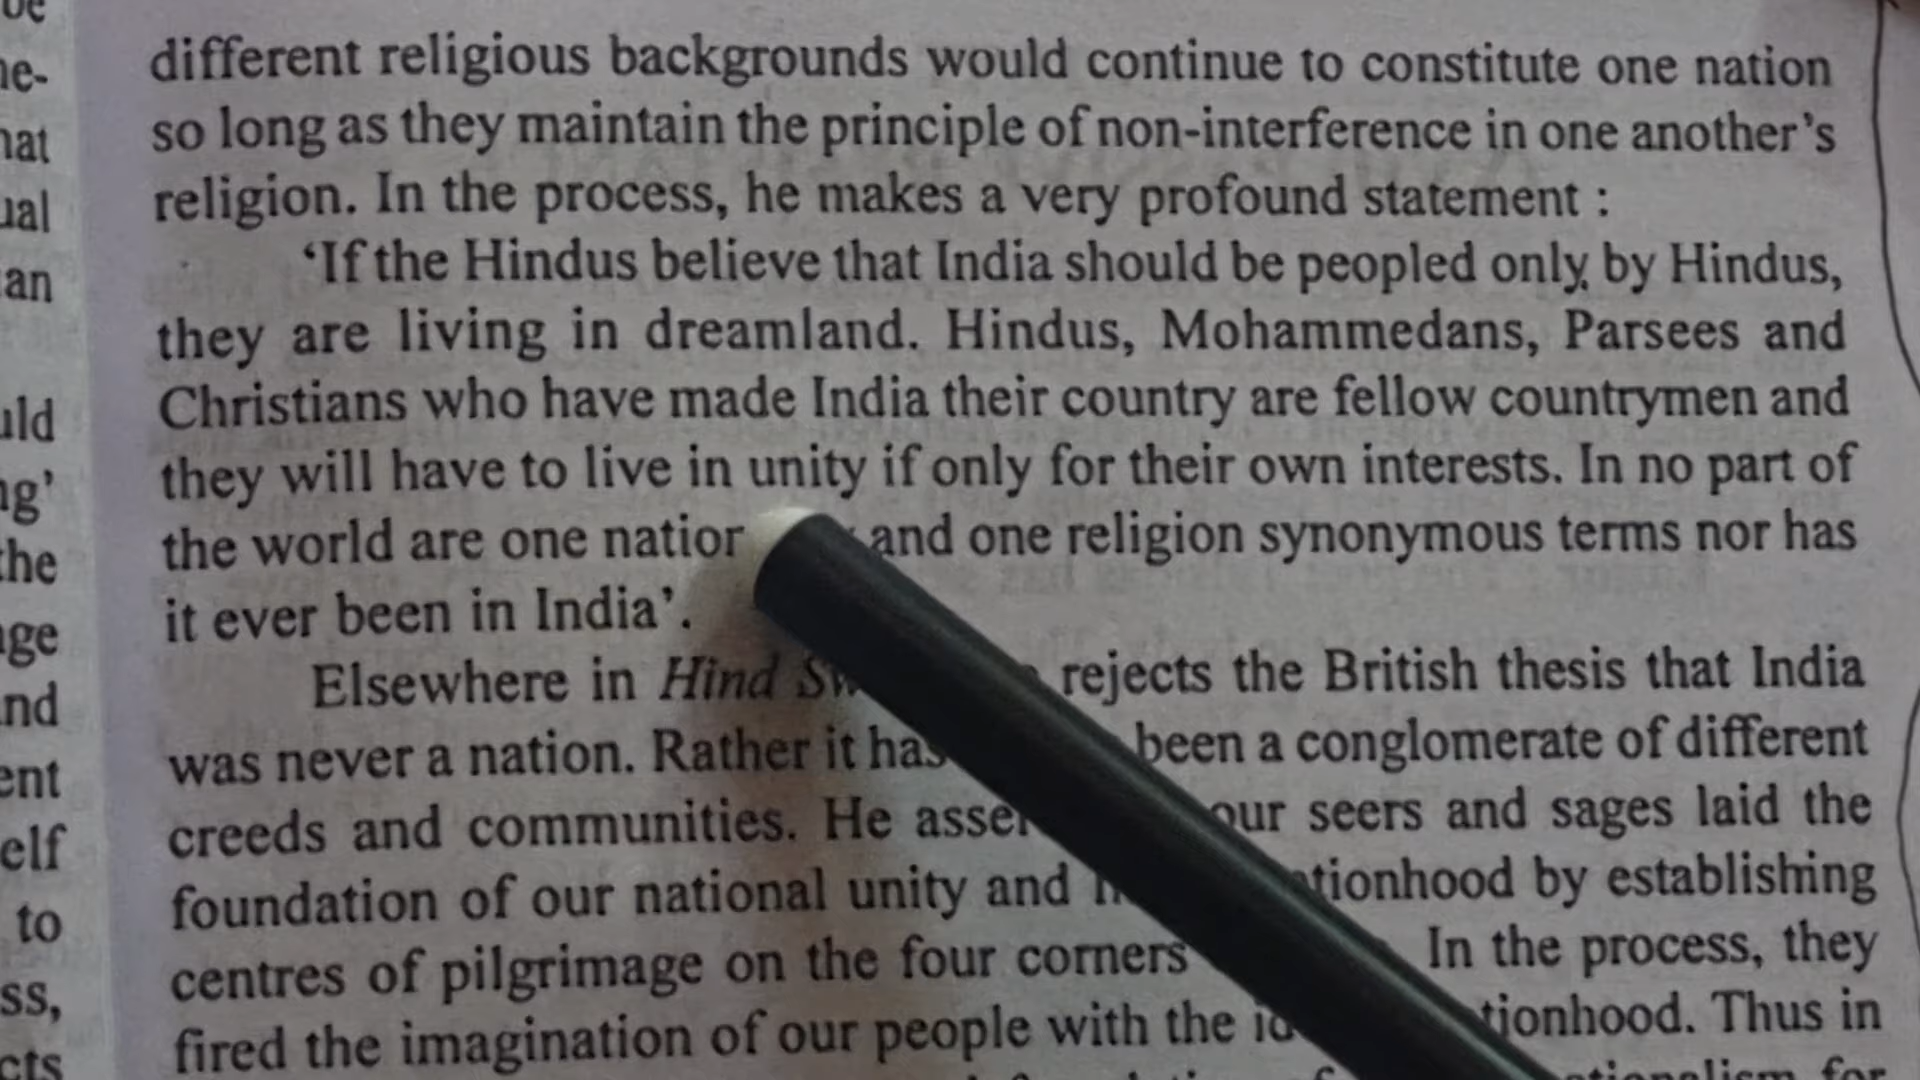 different religious backgrounds would continue to constitute one nation
so long as they maintain the principle of non-interference in one another's
religion. In the process, he makes a very profound statement :
'If the Hindus believe that India should be peopled only by Hindus,
they are living in dreamland. Hindus, Mohammedans, Parsees and
Christians who have made India their country are fellow countrymen and
they will have to live in unity if only for their own interests. In no part of
the world are one and one religion synonymous terms nor has
it ever been in India'.
Elsewhere in Hind rejects the British thesis that India
was never a nation. Rather it has been a conglomerate of different
creeds and communities. He our seers and sages laid the
foundation of our national unity and by establishing
centres of pilgrimage on the four corners In the process, they
fired the imagination of our people with the Thus in
for